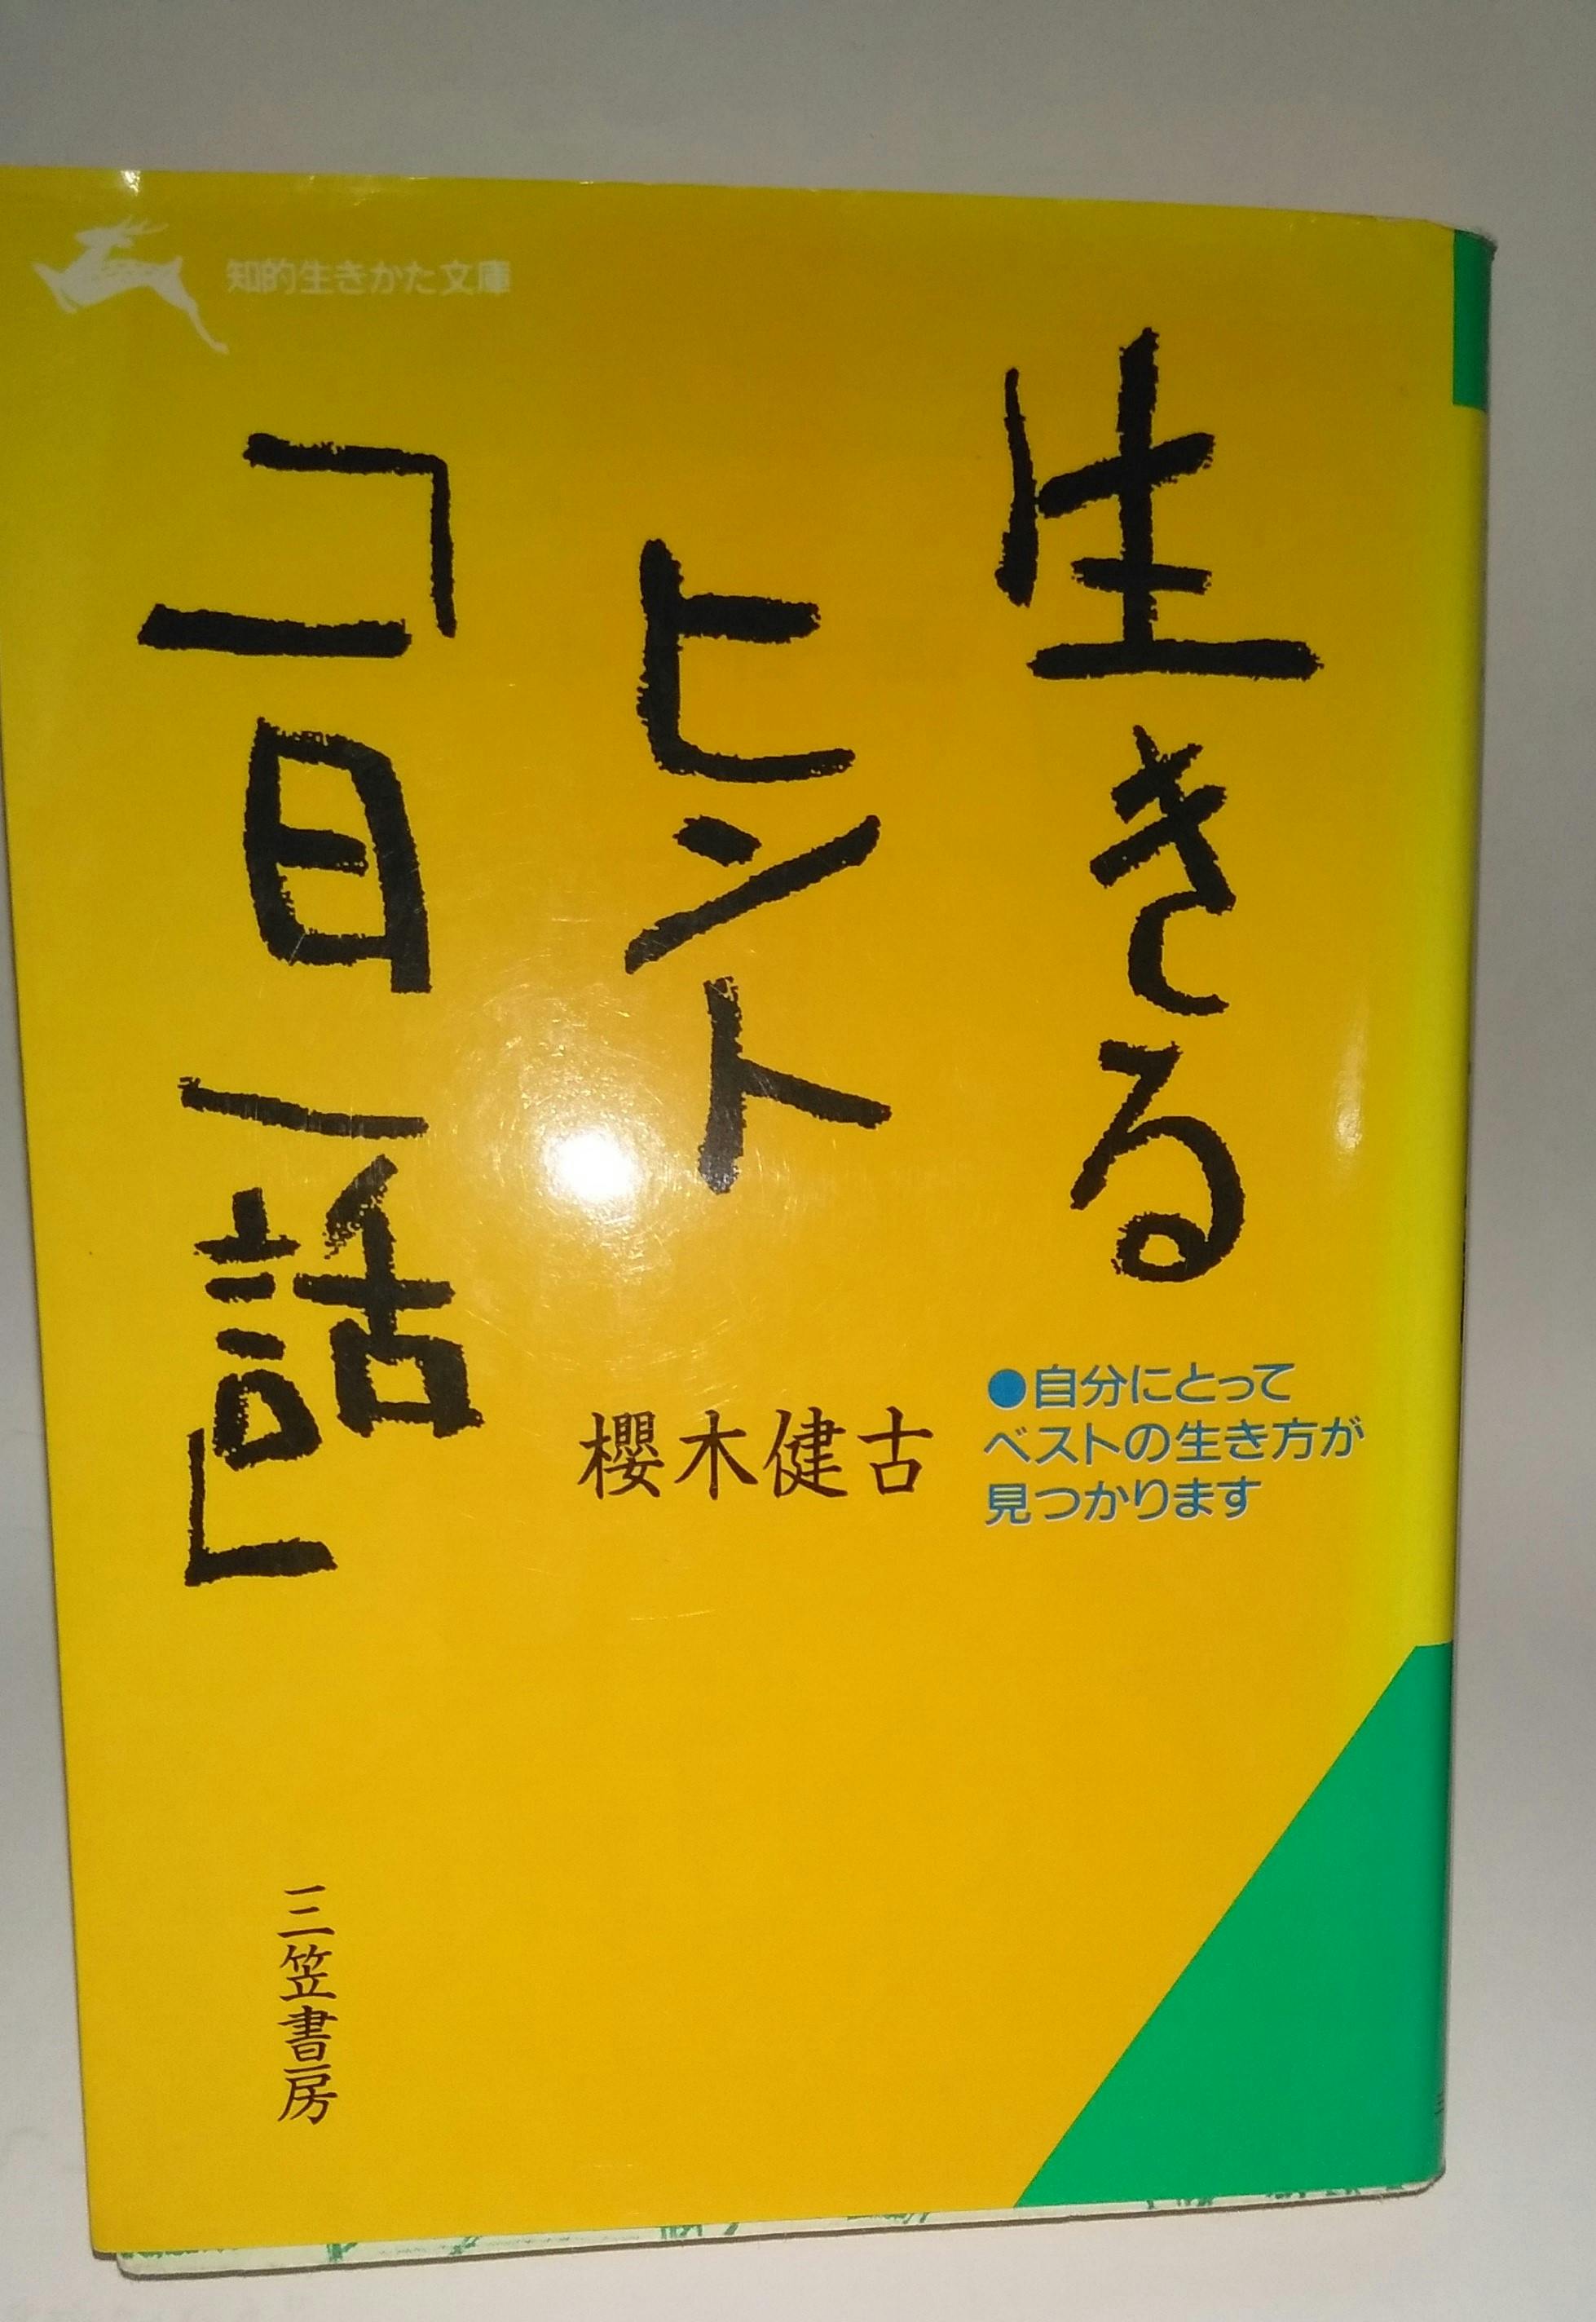 知的生きかた文庫
生きる
ヒント
「一日一話」
●自分にとって
ベストの生き方が
見つかります
櫻木健古
三笠書房